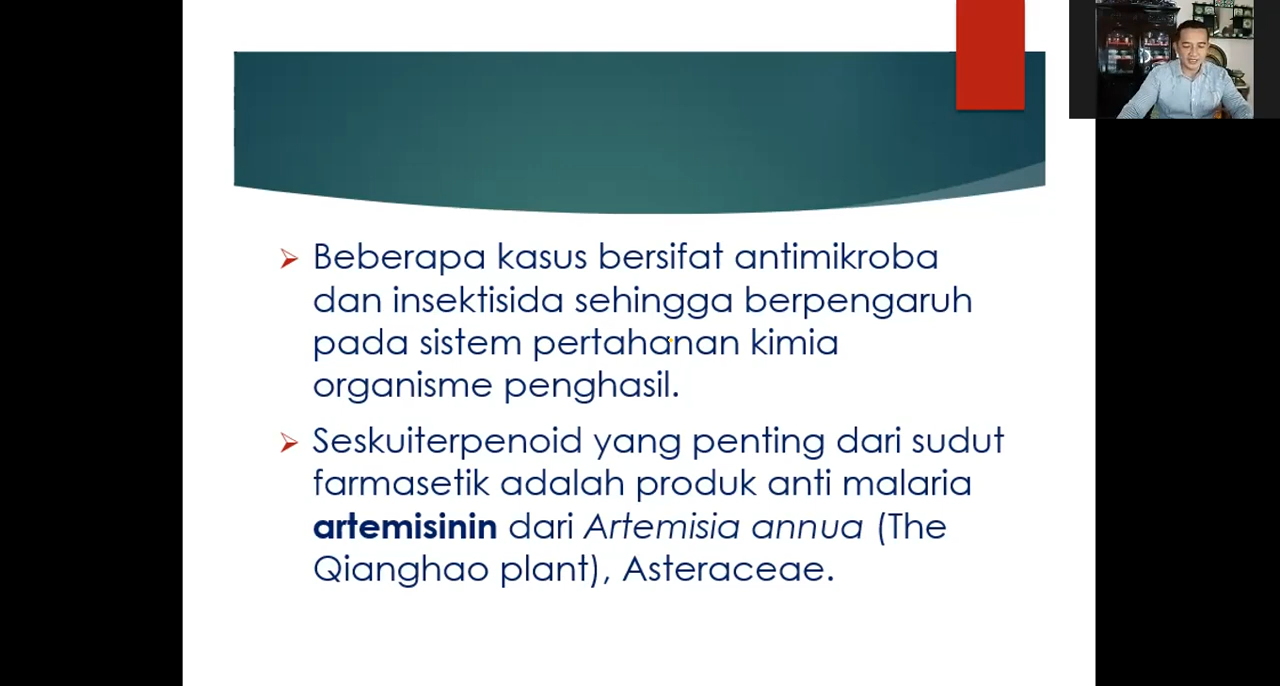 Beberapa kasus bersifat antimikroba
dan insektisida sehingga berpengaruh
pada sistem pertahanan kimia
organisme penghasil.
Seskuiterpenoid yang penting dari sudut
farmasetik adalah produk anti malaria
artemisinin dari Artemisia annua (The
Qianghao plant), Asteraceae.